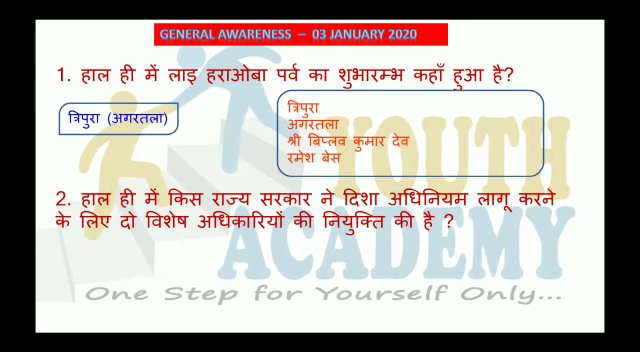 GENERAL AWARENESS – 03 JANUARY 2020
1. हाल ही में लाइ हराओबा पर्व का शुभारम्भ कहाँ हुआ है?
त्रिपुरा (अगरतला)
त्रिपुरा
अगरतला
श्री बिप्लव कुमार देव
रमेश बेस
2. हाल ही में किस राज्य सरकार ने दिशा अधिनियम लागू करने
के लिए दो विशेष अधिकारियों की नियुक्ति की है ?
YOUTH
ACADEMY
One Step for Yourself Only...